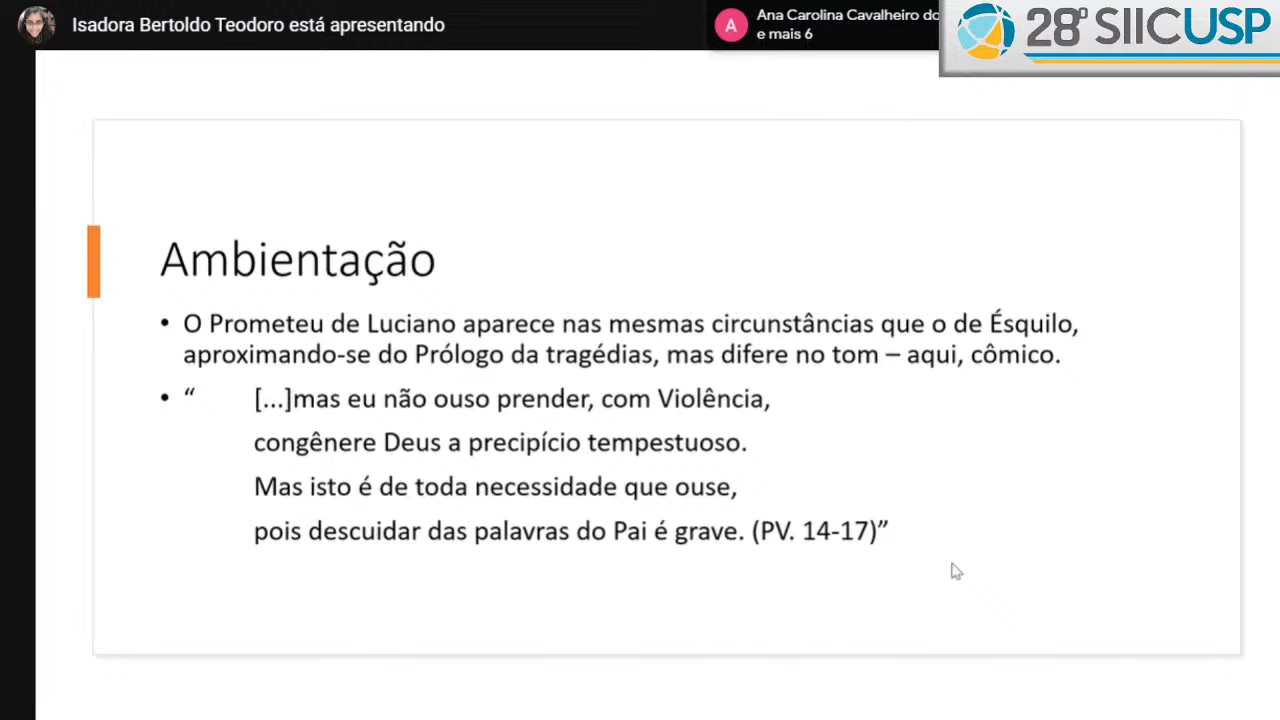 Isadora Bertoldo Teodoro está apresentando
A
Ana Carolina Cavalheiro do
e mais 6
28º SIICUSP
Ambientação
• O Prometeu de Luciano aparece nas mesmas circunstâncias que o de Ésquilo,
aproximando-se do Prólogo da tragédias, mas difere no tom – aqui, cômico.
• “ [...]mas eu não ouso prender, com Violência,
congênere Deus a precipício tempestuoso.
Mas isto é de toda necessidade que ouse,
pois descuidar das palavras do Pai é grave. (PV. 14-17)”